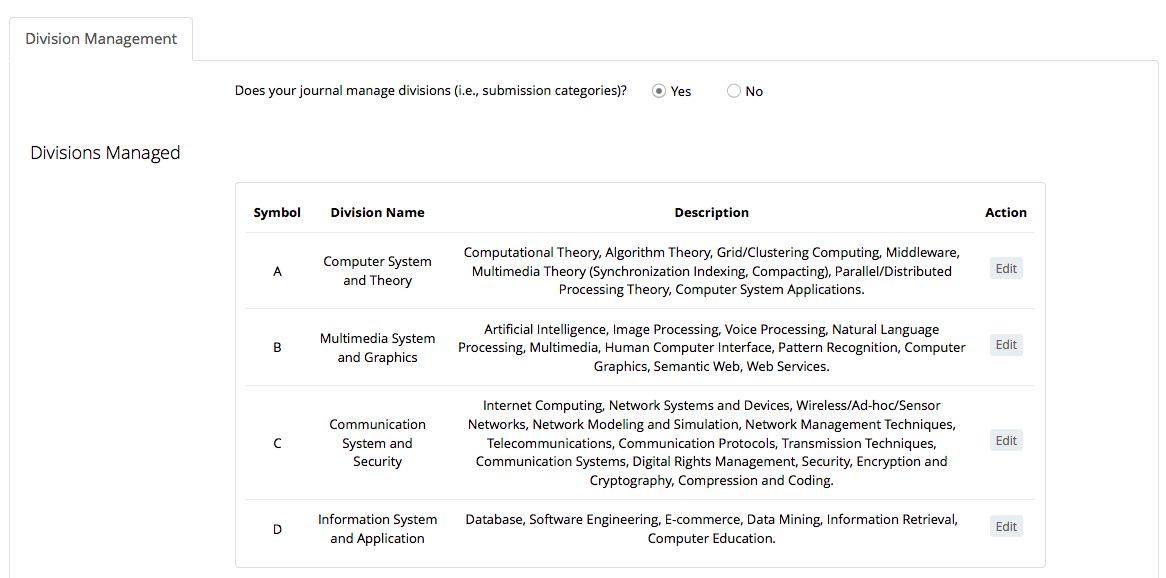 Division Management
Does your journal manage divisions (i.e., submission categories)? Yes No
Divisions Managed
Symbol Division Name Description Action
A
Computer System
and Theory
Computational Theory, Algorithm Theory, Grid/Clustering Computing, Middleware,
Multimedia Theory (Synchronization Indexing, Compacting), Parallel/Distributed
Processing Theory, Computer System Applications.
Edit
B
Multimedia System
and Graphics
Artificial Intelligence, Image Processing, Voice Processing, Natural Language
Processing, Multimedia, Human Computer Interface, Pattern Recognition, Computer
Graphics, Semantic Web, Web Services.
Edit
C
Communication
System and
Security
Internet Computing, Network Systems and Devices, Wireless/Ad-hoc/Sensor
Networks, Network Modeling and Simulation, Network Management Techniques,
Telecommunications, Communication Protocols, Transmission Techniques,
Communication Systems, Digital Rights Management, Security, Encryption and
Cryptography, Compression and Coding.
Edit
D
Information System
and Application
Database, Software Engineering, E-commerce, Data Mining, Information Retrieval,
Computer Education.
Edit